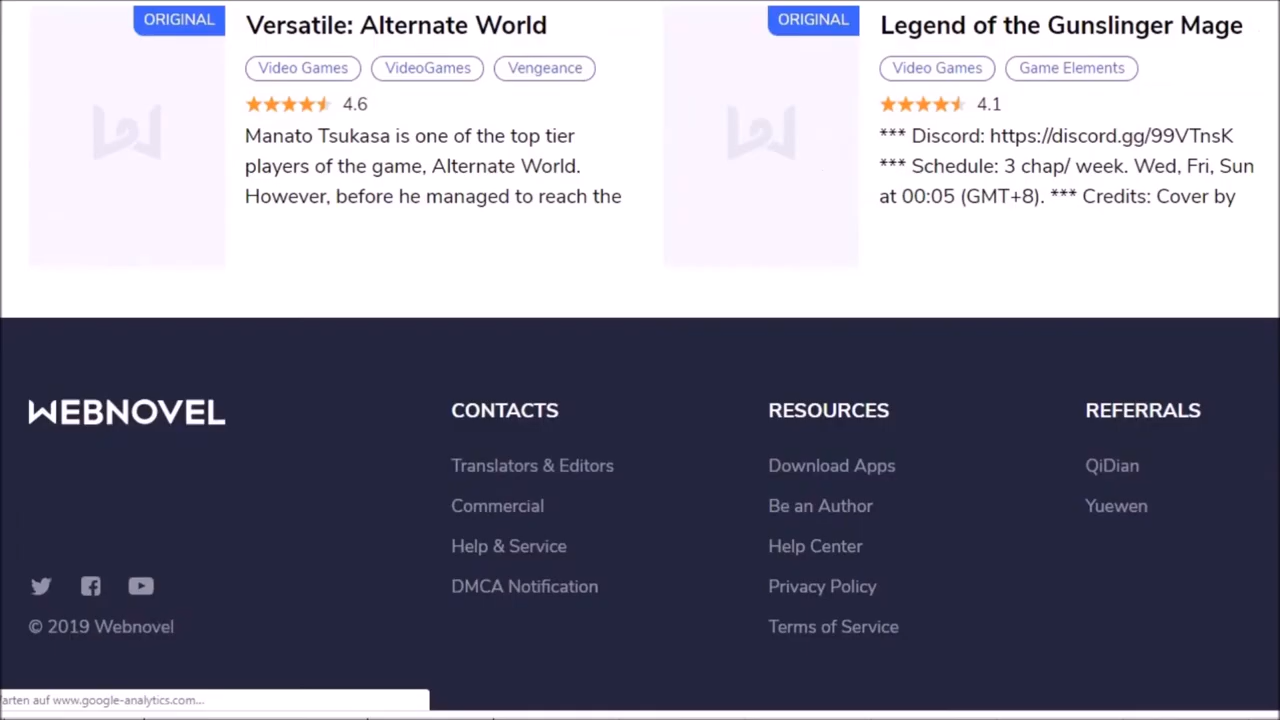 ORIGINAL
Versatile: Alternate World
Video Games
VideoGames
Vengeance
4.6
Manato Tsukasa is one of the top tier
players of the game, Alternate World.
However, before he managed to reach the
ORIGINAL
Legend of the Gunslinger Mage
Video Games
Game Elements
4.1
*** Discord: https://discord.gg/99VTnsK
*** Schedule: 3 chap/ week. Wed, Fri, Sun
at 00:05 (GMT+8). *** Credits: Cover by
WEBNOVEL
© 2019 Webnovel
CONTACTS
Translators & Editors
Commercial
Help & Service
DMCA Notification
RESOURCES
Download Apps
Be an Author
Help Center
Privacy Policy
Terms of Service
REFERRALS
QiDian
Yuewen
arten auf www.google-analytics.com...